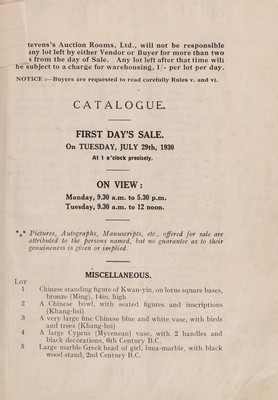 tevens's Auction Rooms, Ltd., will not be responsible
any lot left by either Vendor or Buyer for more than two
s from the day of Sale. Any lot left after that time will
be subject to a charge for warehousing, 1/- per lot per day.
NOTICE :—Buyers are requested to read carefully Rules v. and vi.
CATALOGUE.
FIRST DAY'S SALE.
On TUESDAY, JULY 29th, 1930
At 1 o'clock precisely.
ON VIEW :
Monday, 9.30 a.m. to 5.30 p.m.
Tuesday, 9.30 a.m. to 12 noon.
*⁎* Pictures, Autographs, Manuscripts, etc., offered for sale are
attributed to the persons named, but no guarantee as to their
genuineness is given or implied.
MISCELLANEOUS.
LOT
1 Chinese standing figure of Kwan-yin, on lotus square bases,
bronze (Ming), 14in. high
2 A Chinese bowl, with seated figures and inscriptions
(Khang-hsi)
3 A very large fine Chinese blue and white vase, with birds
and trees (Khang-hsi)
4 A large Cyprus (Mycenean) vase, with 2 handles and
black decorations, 6th Century B.C.
5 Large marble Greek head of girl, luna-marble, with black
wood stand, 2nd Century B.C.